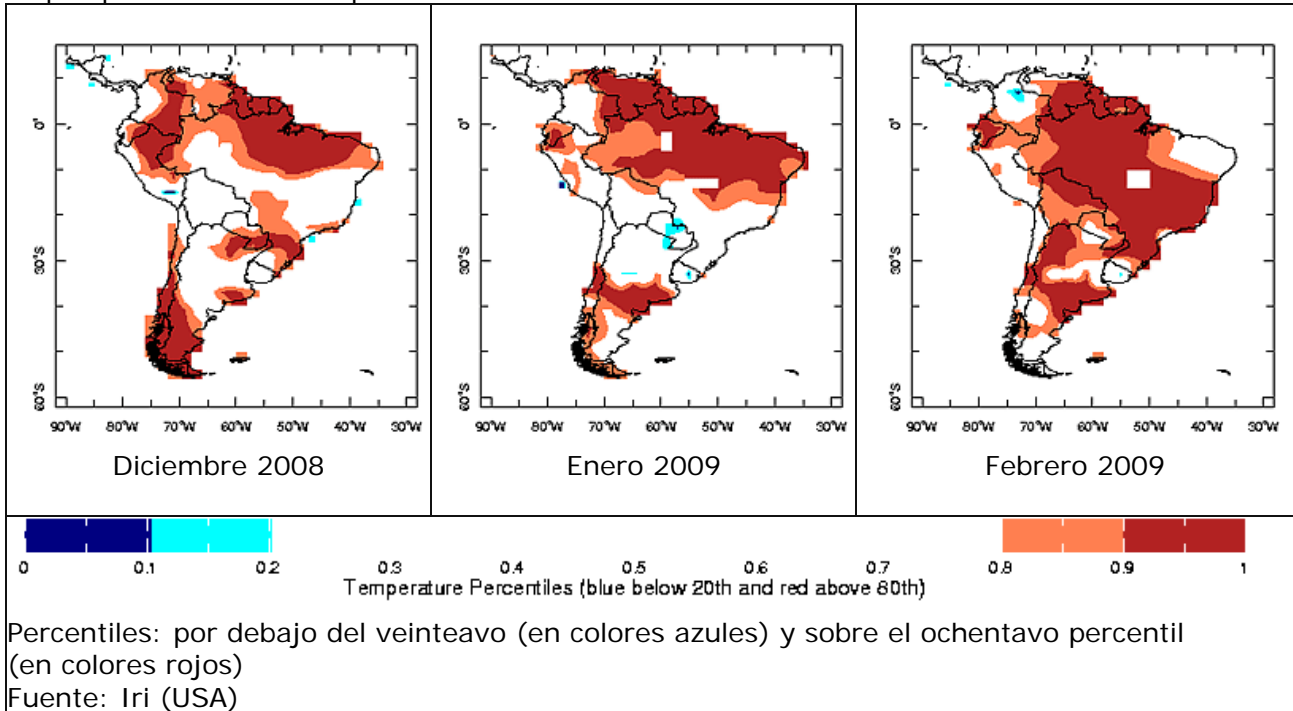 0°
30°S
60°S
90°W 80°W 70°W 60°W 50°W 40°W 30°W
Diciembre 2008
0°
30°S
60°S
90°W 80°W 70°W 60°W 50°W 40°W 30°W
Enero 2009
0°
30°S
60°S
90°W 80°W 70°W 60°W 50°W 40°W 30°W
Febrero 2009
0 0.1 0.2 0.3 0.4 0.5 0.6 0.7 0.8 0.9 1
Temperature Percentiles (blue below 20th and red above 80th)
Percentiles: por debajo del veinteavo (en colores azules) y sobre el ochentavo percentil
(en colores rojos)
Fuente: Iri (USA)